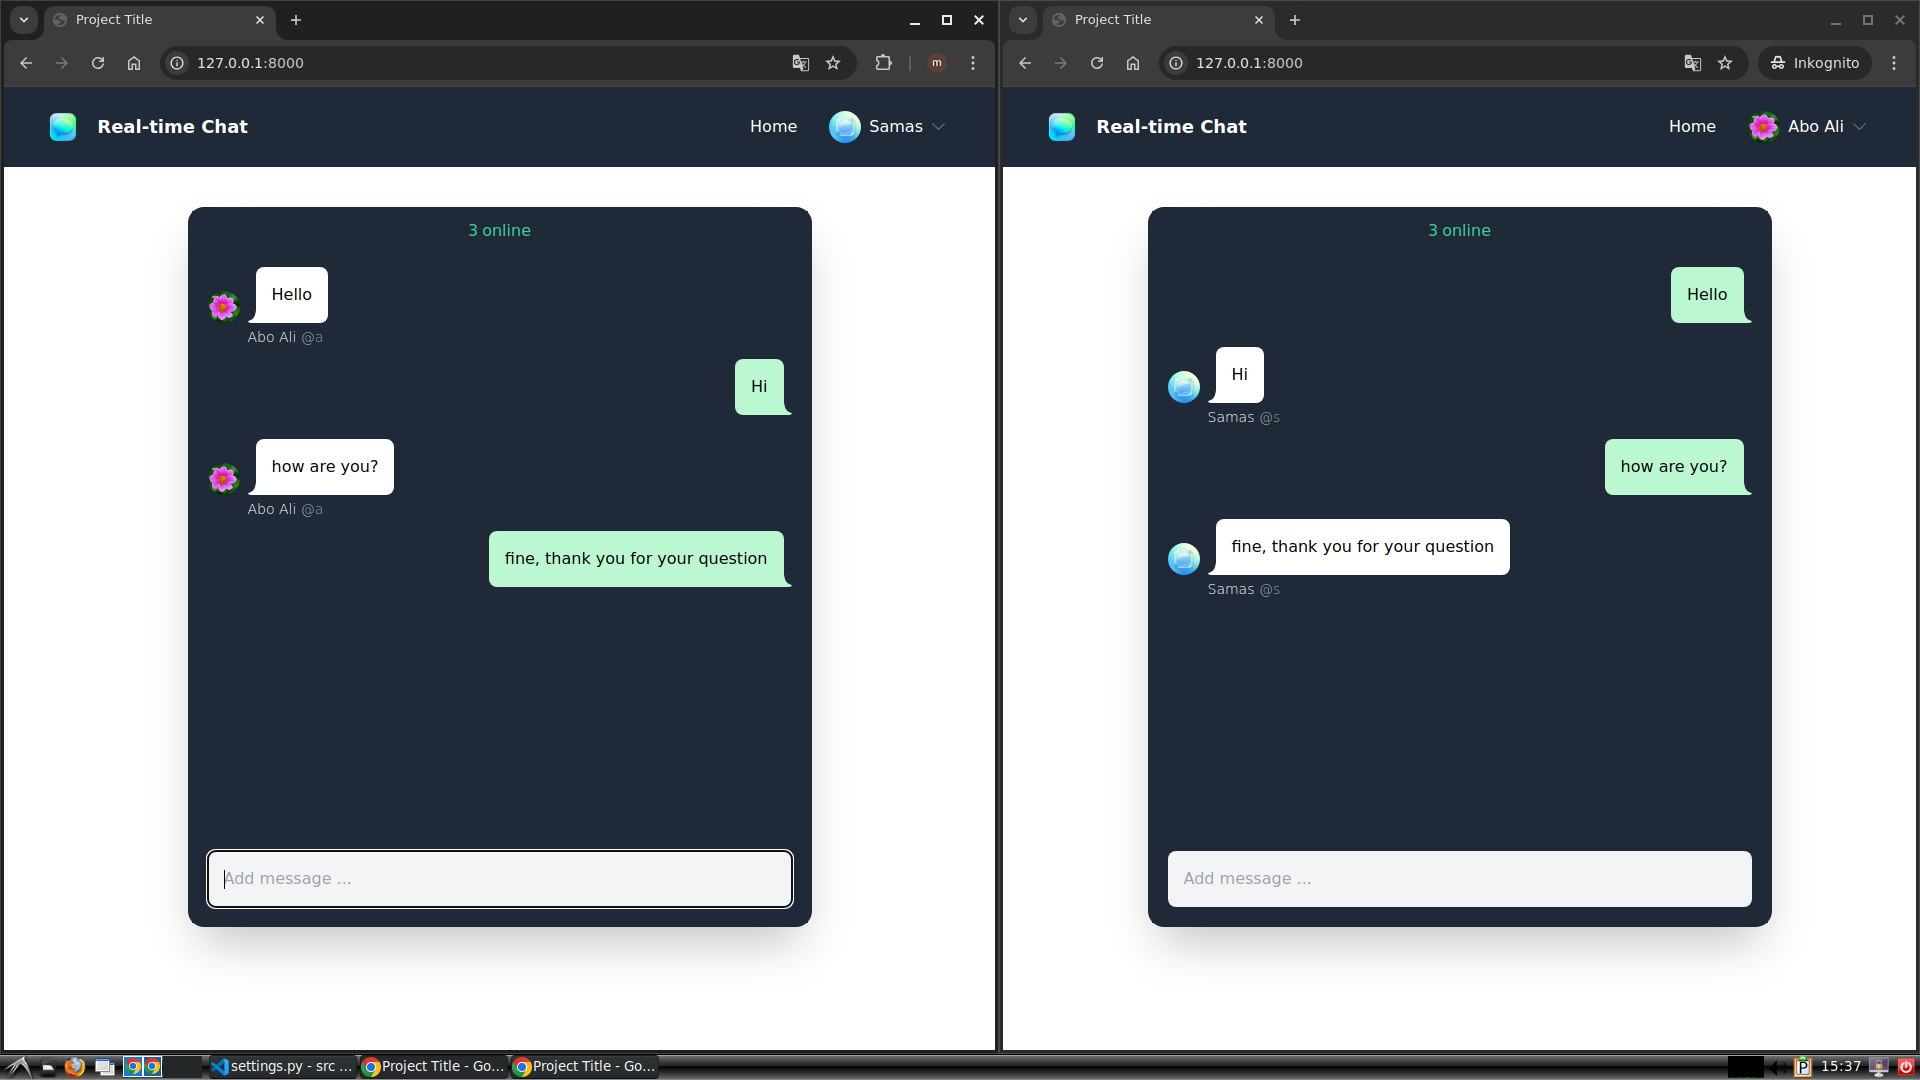 Project Title
127.0.0.1:8000
m
Real-time Chat
Home
Samas
3 online
Hello
Abo Ali @a
Hi
how are you?
Abo Ali @a
fine, thank you for your question
Add message ...
Project Title
127.0.0.1:8000
Inkognito
Real-time Chat
Home
Abo Ali
3 online
Hello
Hi
Samas @s
how are you?
fine, thank you for your question
Samas @s
Add message ...
settings.py - src ...
Project Title - Go...
Project Title - Go...
P
15:37